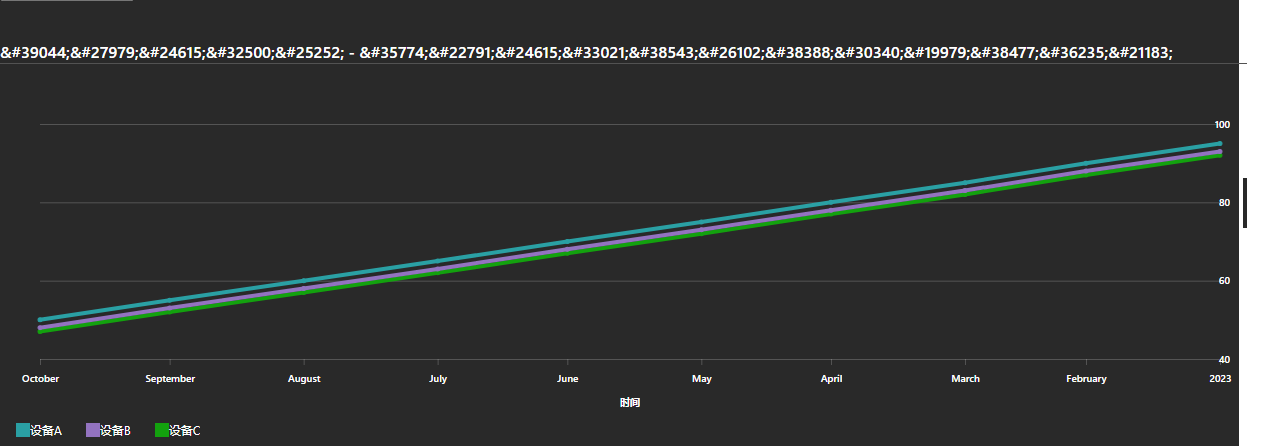 &#39044;&#27979;&#24615;&#32500;&#25252; - &#35774;&#22791;&#24615;&#33021;&#38543;&#26102;&#38388;&#30340;&#19979;&#38477;&#36235;&#21183;
100
80
60
40
October September August July June May April March February 2023
时间
设备A 设备B 设备C